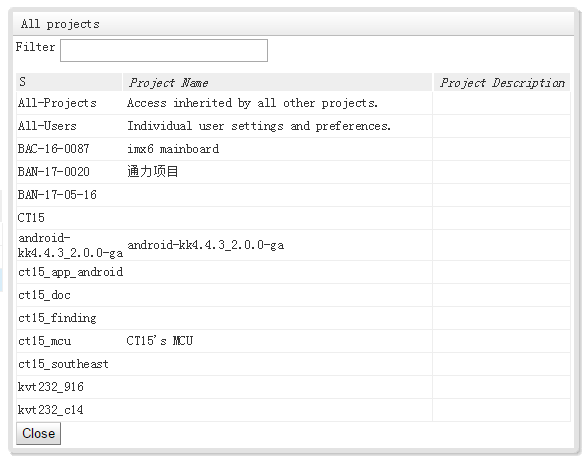 All projects
Filter
S Project Name Project Description
All-Projects Access inherited by all other projects.
All-Users Individual user settings and preferences.
BAC-16-0087 imx6 mainboard
BAN-17-0020 通力项目
BAN-17-05-16
CT15
android-
kk4.4.3_2.0.0-ga android-kk4.4.3_2.0.0-ga
ct15_app_android
ct15_doc
ct15_finding
ct15_mcu CT15's MCU
ct15_southeast
kvt232_916
kvt232_c14
Close